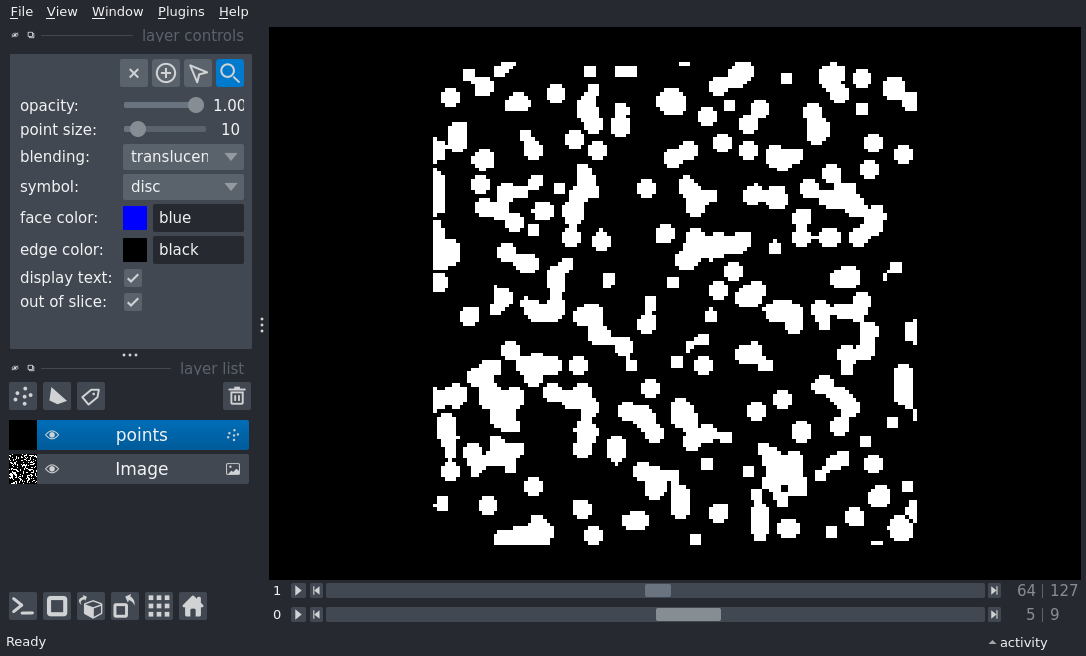 File View Window Plugins Help
layer controls
opacity: 1.00
point size: 10
blending: translucen
symbol: disc
face color: blue
edge color: black
display text:
out of slice:
layer list
points
Image
1 64 | 127
0 5 | 9
Ready activity